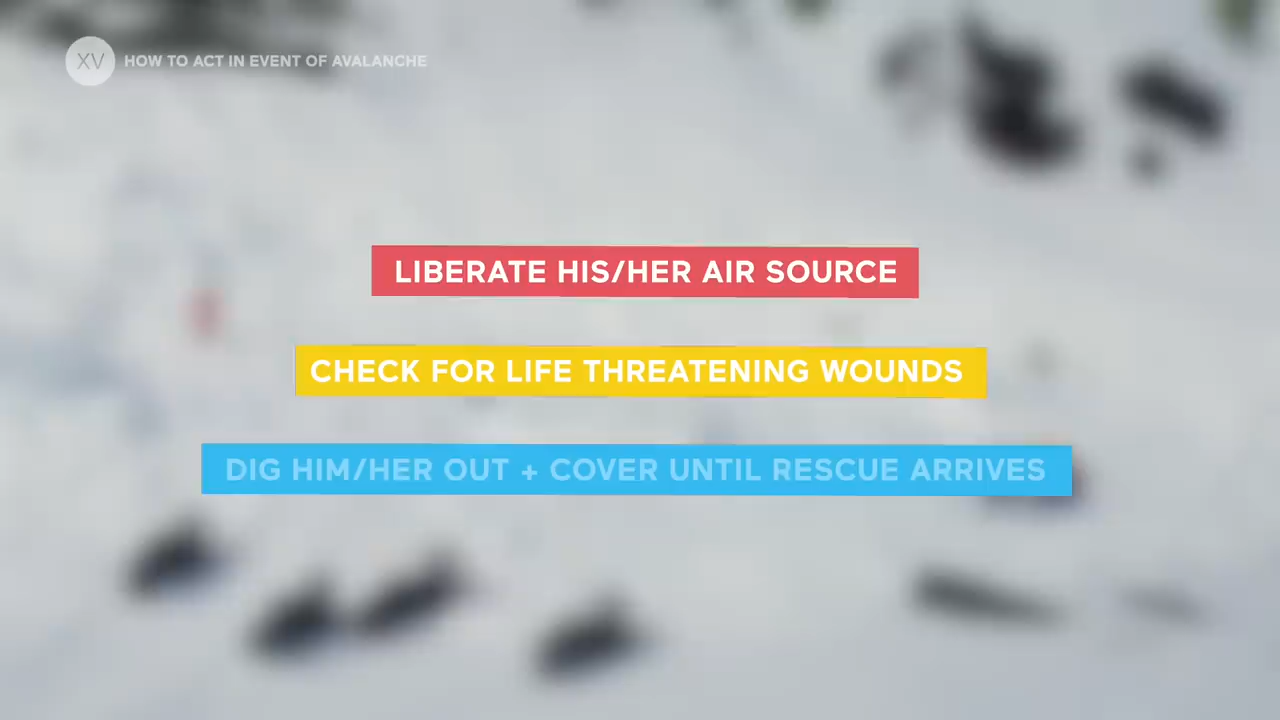 XV HOW TO ACT IN EVENT OF AVALANCHE
LIBERATE HIS/HER AIR SOURCE
CHECK FOR LIFE THREATENING WOUNDS
DIG HIM/HER OUT + COVER UNTIL RESCUE ARRIVES